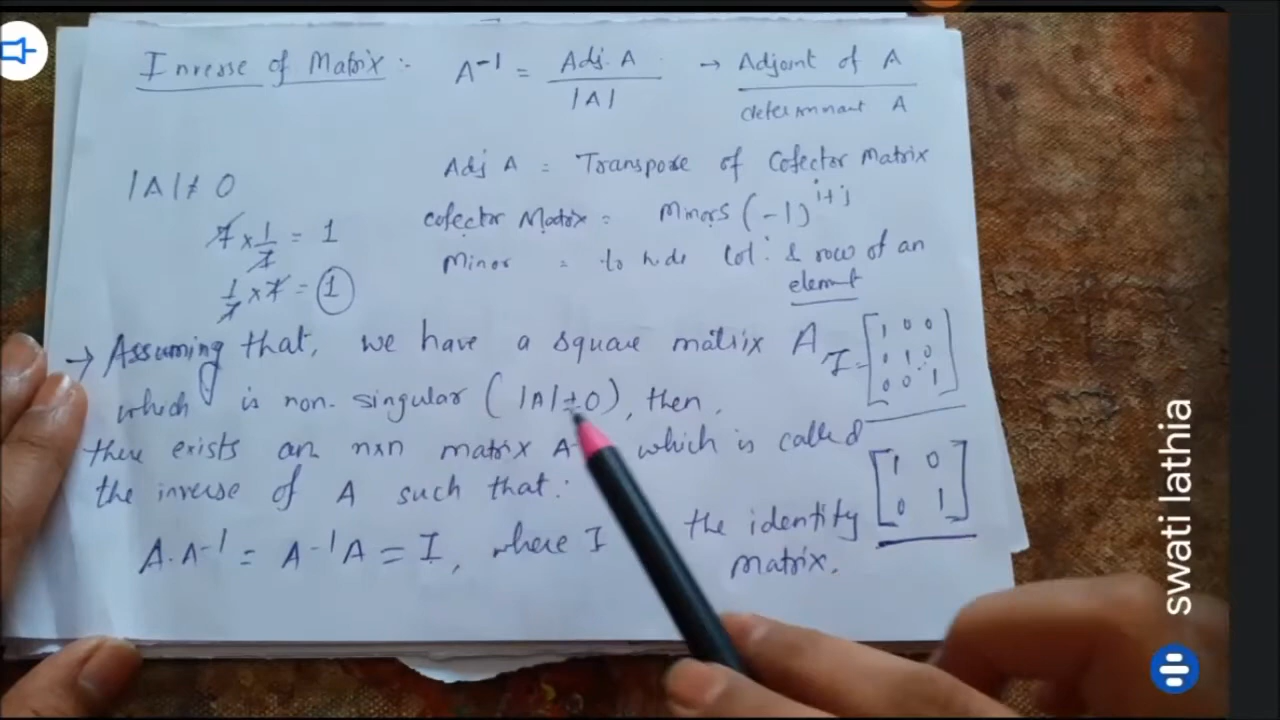 Inverse of Matrix :- A⁻¹ = Adj. A / |A| → Adjoint of A / determinant A
|A| ≠ 0
Adj A = Transpose of Cofector Matrix
7 x 1/7 = 1
cofector Matrix = Minors (-1)^i+j
1/7 x 7 = 1
Minor = to hide Col: & row of an
element
→ Assuming that, we have a square matrix A
I = [1 0 0
0 1 0
0 0 1]
which is non-singular (|A| ≠ 0), then,
there exists an nxn matrix A⁻ which is called
the inverse of A such that:
[1 0
0 1]
A.A⁻¹ = A⁻¹A = I, where I the identity
matrix.
swati lathia